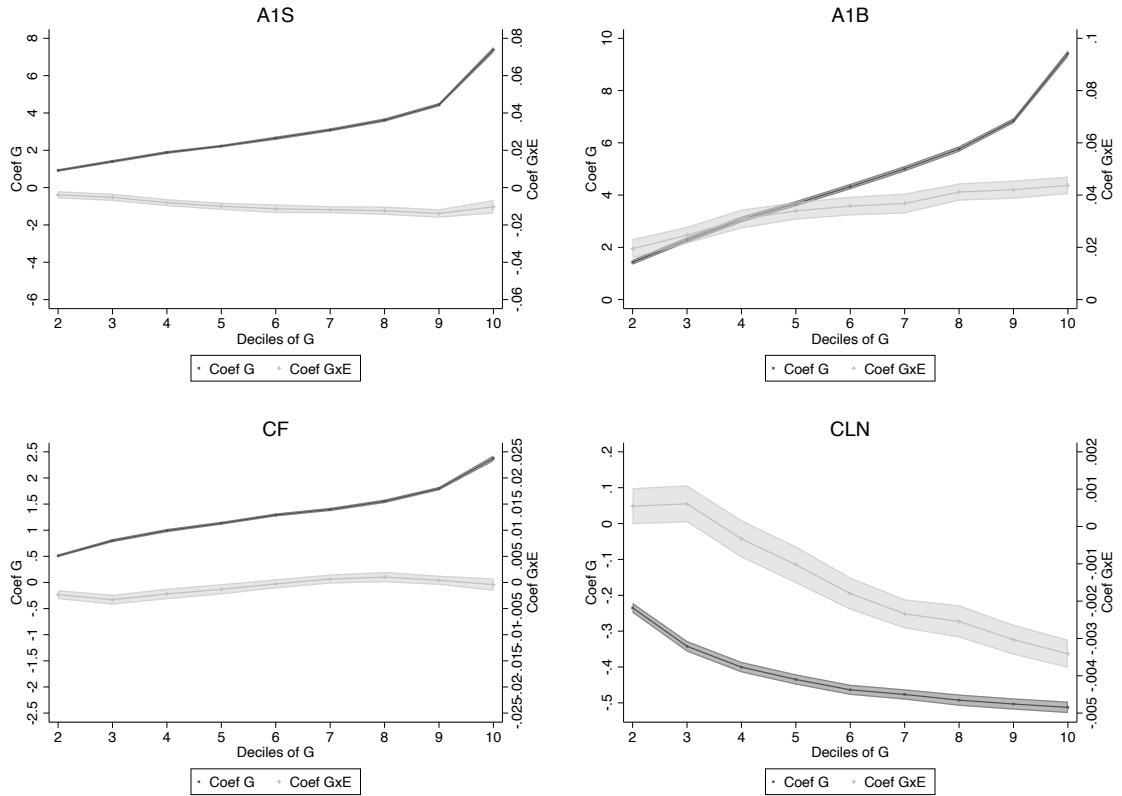 A1S
Coef G
-6 -4 -2 0 2 4 6 8
Coef GxE
-.06 -.04 -.02 0 .02 .04 .06 .08
2 3 4 5 6 7 8 9 10
Deciles of G
Coef G Coef GxE
A1B
Coef G
0 2 4 6 8 10
Coef GxE
0 .02 .04 .06 .08 .1
2 3 4 5 6 7 8 9 10
Deciles of G
Coef G Coef GxE
CF
Coef G
-2.5 -2 -1.5 -1 -.5 0 .5 1 1.5 2 2.5
Coef GxE
-.025 -.02 -.015 -.01 -.005 0 .005 .01 .015 .02 .025
2 3 4 5 6 7 8 9 10
Deciles of G
Coef G Coef GxE
CLN
Coef G
-.5 -.4 -.3 -.2 -.1 0 .1 .2
Coef GxE
-.005 -.004 -.003 -.002 -.001 0 .001 .002
2 3 4 5 6 7 8 9 10
Deciles of G
Coef G Coef GxE